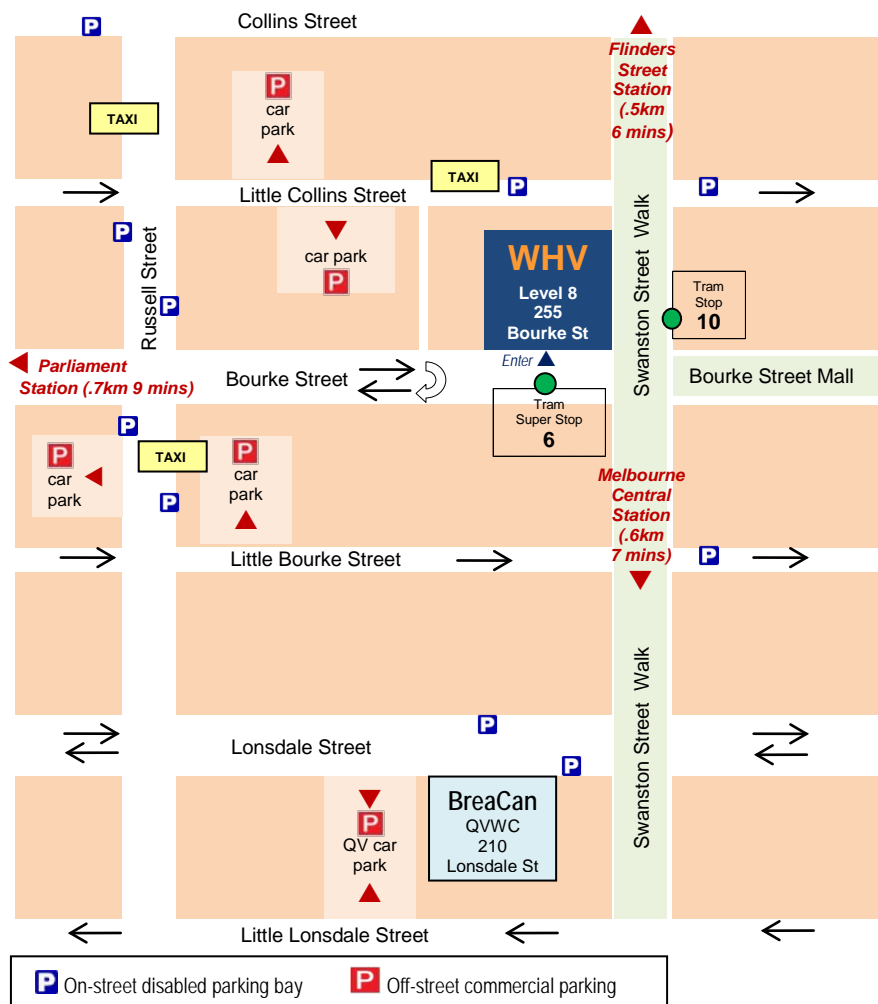 Collins Street
P
Flinders
Street
Station
(.5km
6 mins)
TAXI
P
car
park
TAXI
P
P
Little Collins Street
P
car park
P
WHV
Level 8
255
Bourke St
Swanston Street Walk
Tram
Stop
10
Russell Street
P
Enter
Parliament
Station (.7km 9 mins)
Bourke Street
Bourke Street Mall
Tram
Super Stop
6
P
TAXI
P
car
park
P
car
park
P
Melbourne
Central
Station
(.6km
7 mins)
Little Bourke Street
P
P
Lonsdale Street
P
Swanston Street Walk
P
QV car
park
BreaCan
QVWC
210
Lonsdale St
Little Lonsdale Street
P On-street disabled parking bay
P Off-street commercial parking